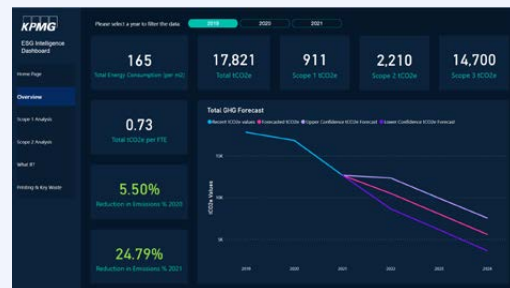 KPMG
Please select a year to filter the data:
2019
2020
2021
ESG Intelligence
Dashboard
Home Page
Overview
Scope 1 Analysis
Scope 2 Analysis
What If?
Printing & Key Waste
165
Total Energy Consumption (per m2)
17,821
Total tCO2e
911
Scope 1 tCO2e
2,210
Scope 2 tCO2e
14,700
Scope 3 tCO2e
0.73
Total tCO2e per FTE
5.50%
Reduction in Emissions % 2020
24.79%
Reduction in Emissions % 2021
Total GHG Forecast
Recent tCO2e values Forecasted tCO2e Upper Confidence tCO2e Forecast Lower Confidence tCO2e Forecast
tCO2e Values
10K
5K
2019
2020
2021
2022